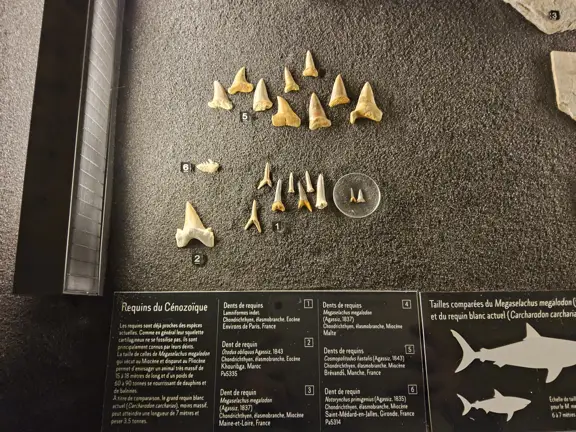 3
5
6
1
2
Requins du Cénozoïque
Les requins sont déjà proches des espèces
actuelles. Comme en général leur squelette
cartilagineux ne se fossilise pas, ils sont
principalement connus par leurs dents.
La taille de celles du Megaselachus megalodon
qui vécut au Miocène et disparut au Pliocène
permet d'envisager un animal très massif de
15 à 18 mètres de long et d'un poids de
60 à 90 tonnes se nourrissant de dauphins et
de baleines.
A titre de comparaison, le grand requin blanc
actuel (Carcharodon carcharias), moins massif,
peut atteindre une longueur de 7 mètres et
peser 3,5 tonnes.
Dents de requins 1
Lamniformes indet.
Chondrichthyen, élasmobranche, Eocène
Environs de Paris, France
Dent de requin 2
Otodus obliquus Agassiz, 1843
Chondrichthyen, élasmobranche, Eocène
Khouribga, Maroc
PaS335
Dent de requin 3
Megaselachus megalodon
(Agassiz, 1837)
Chondrichthyen, élasmobranche, Miocène
Maine-et-Loire, France
Dents de requins 4
Megaselachus megalodon
(Agassiz, 1837)
Chondrichthyen, élasmobranche, Miocène
Malte
Dents de requins 5
Cosmopolitodus hastalis (Agassiz, 1843)
Chondrichthyen, élasmobranche, Miocène
Bréhands, Manche, France
Dent de requin 6
Notorynchus primigenius (Agassiz, 1835)
Chondrichthyen, élasmobranche, Miocène
Saint-Médard-en-Jalles, Gironde, France
PaS314
Tailles comparées du Megaselachus megalodon (
et du requin blanc actuel (Carcharodon carcharia
Échelle de taill
pour le M. me
6 à 7 mètre